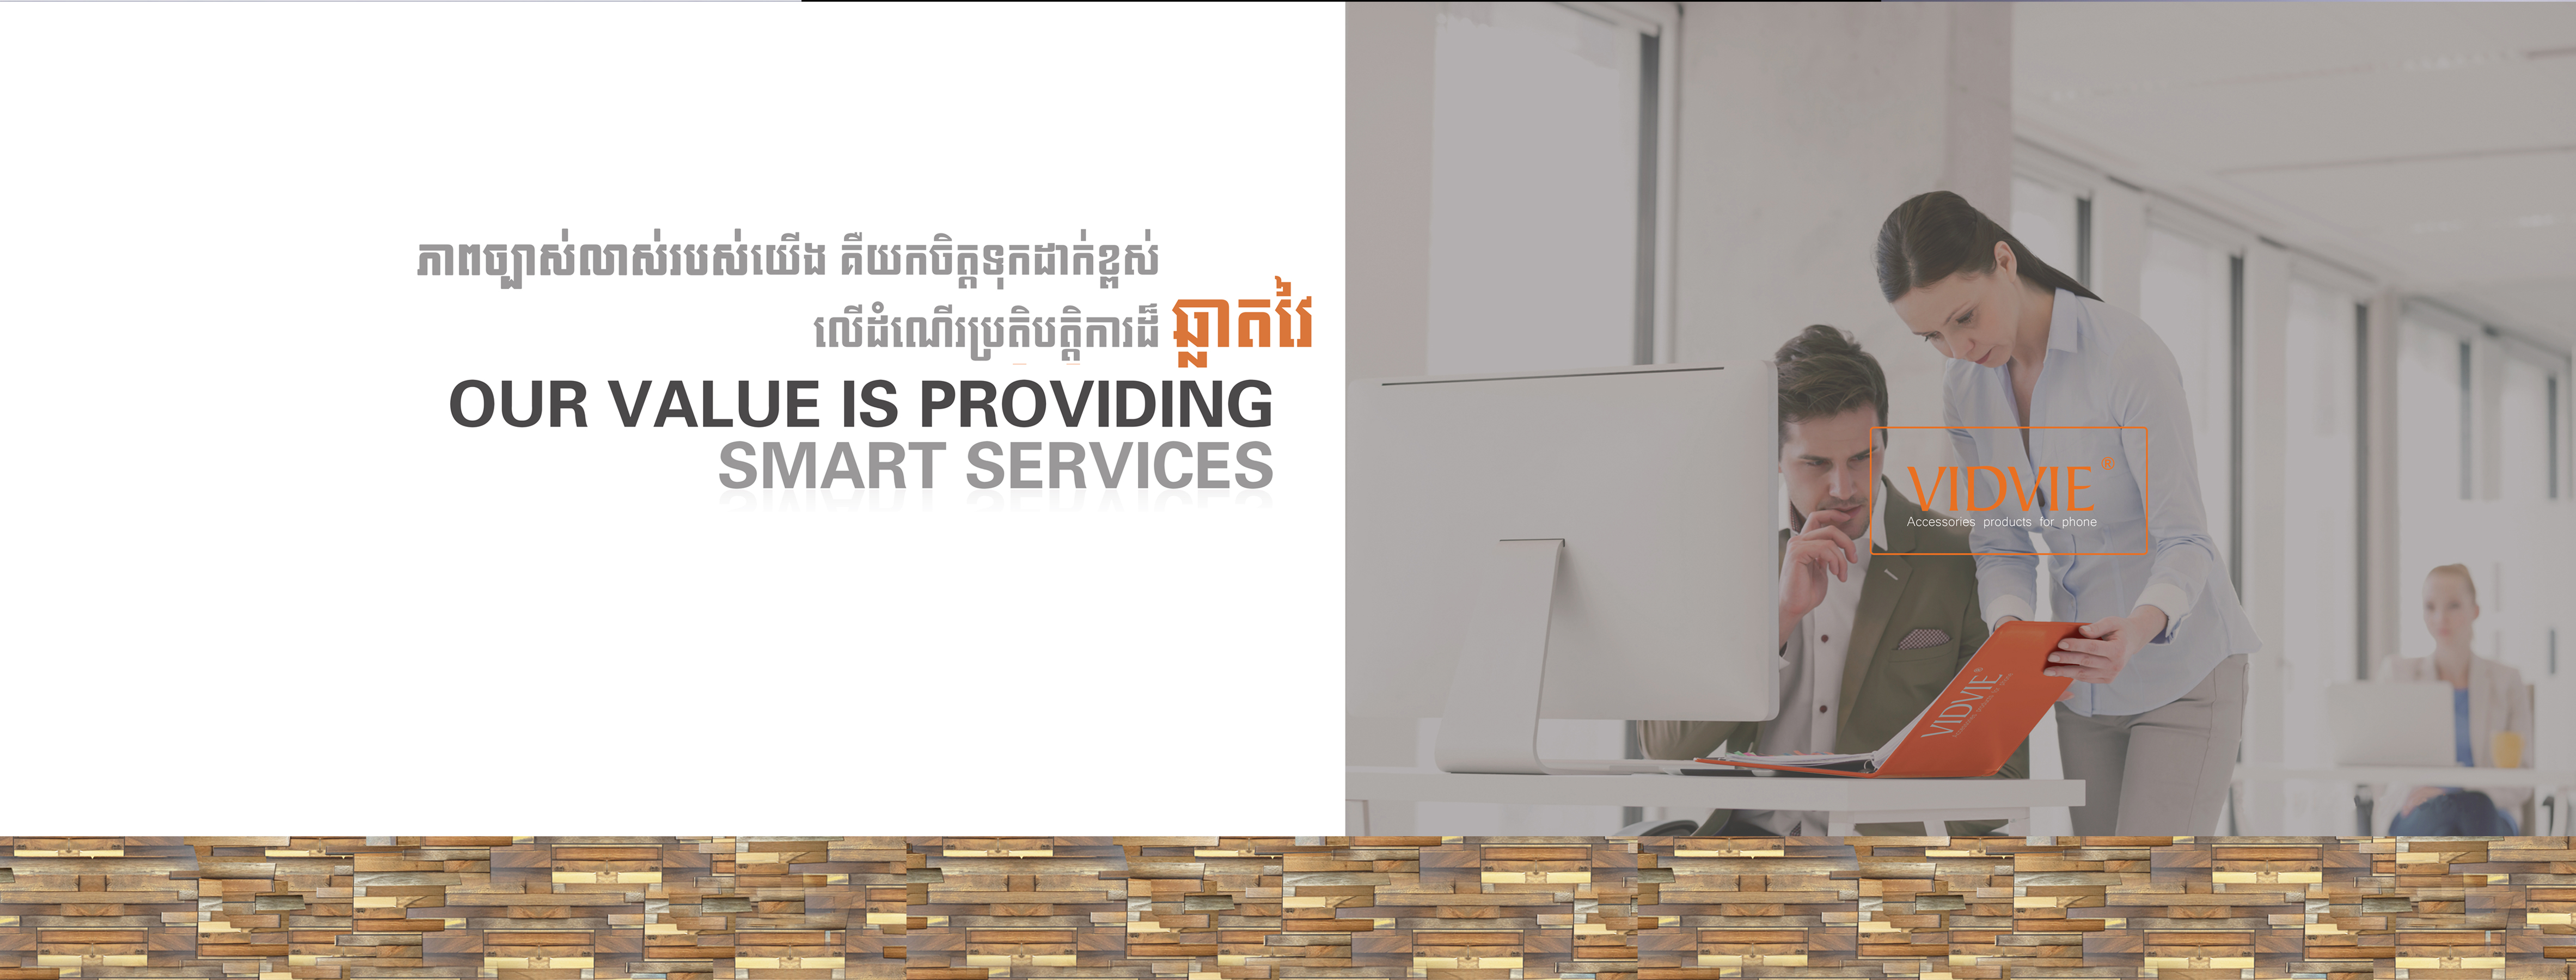 ភាពច្បាស់លាស់របស់យើង គឺយកចិត្តទុកដាក់ខ្ពស់
លើដំណើរប្រតិបត្តិការដ៏ ឆ្លាតវៃ
OUR VALUE IS PROVIDING
SMART SERVICES
VIDVIE ®
Accessories products for phone
VIDVIE®